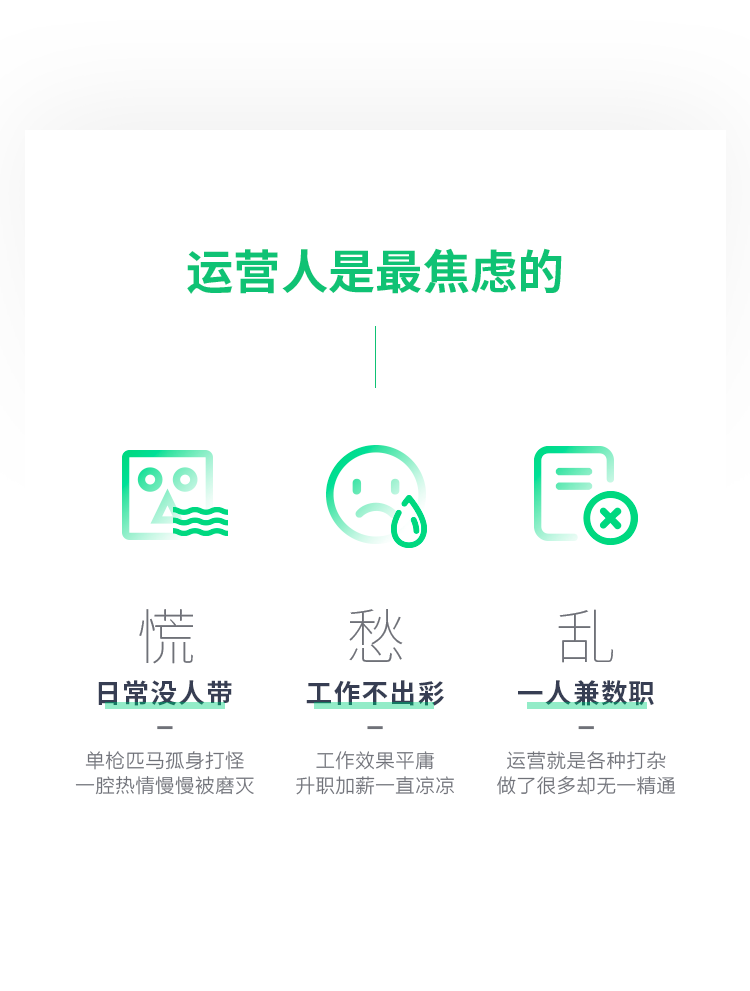 运营人是最焦虑的
慌
日常没人带
单枪匹马孤身打怪
一腔热情慢慢被磨灭
愁
工作不出彩
工作效果平庸
升职加薪一直凉凉
乱
一人兼数职
运营就是各种打杂
做了很多却无一精通